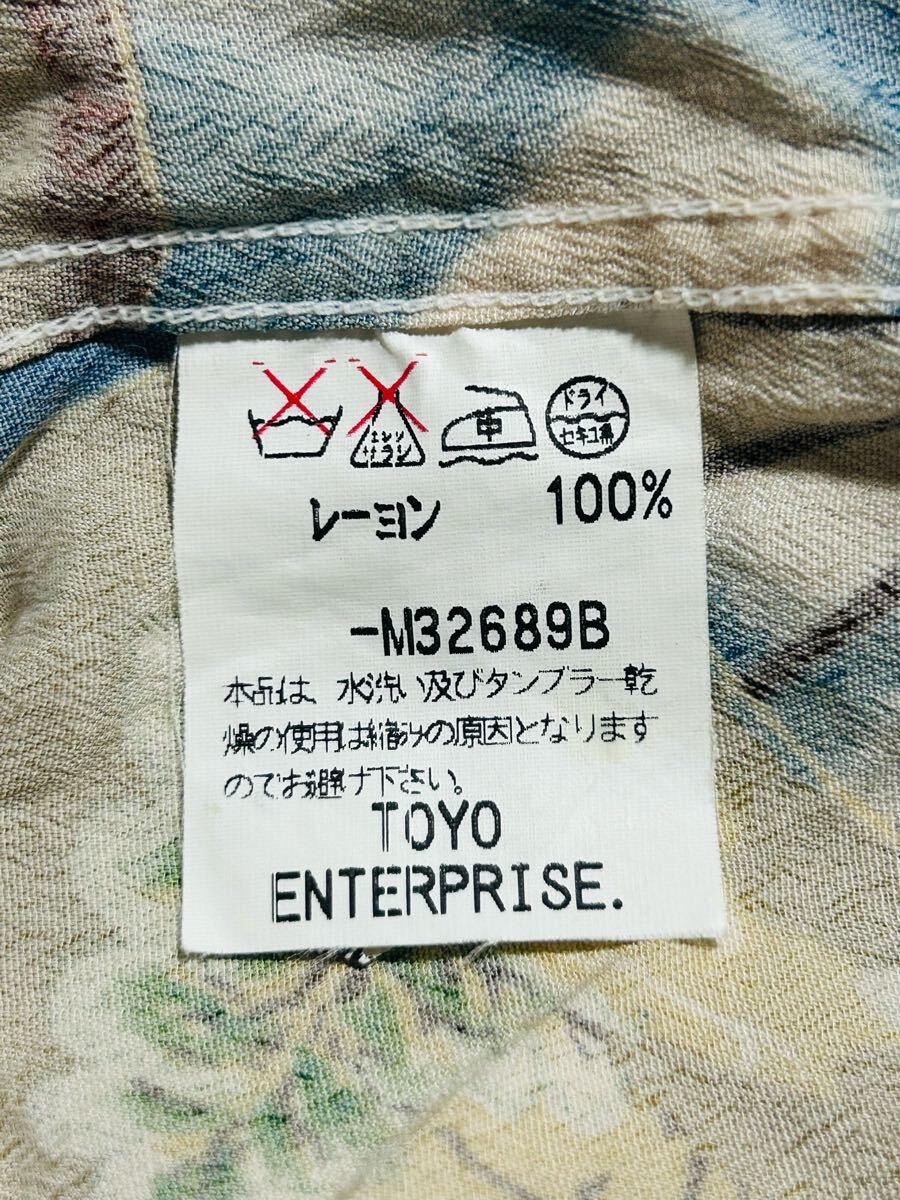 エンソ 中 ドライ
サラシ セキユ系
レーヨン 100%
-M32689B
本品は、水洗い及びタンブラー乾
燥の使用は縮みの原因となります
のでお避け下さい。
TOYO
ENTERPRISE.